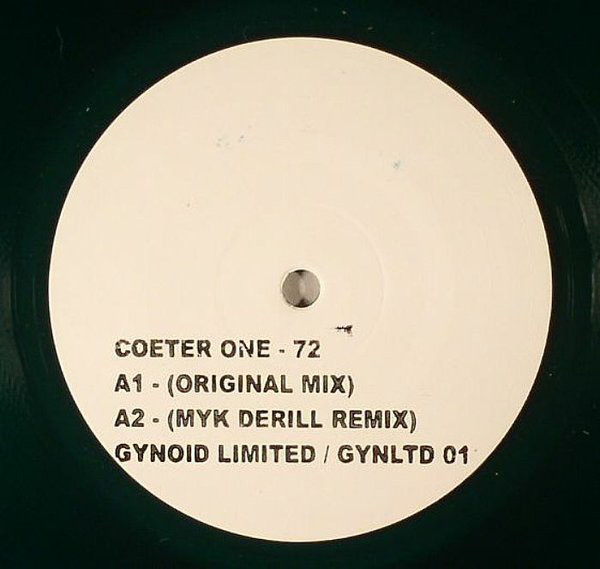 COETER ONE - 72
A1 - (ORIGINAL MIX)
A2 - (MYK DERILL REMIX)
GYNOID LIMITED / GYNLTD 01